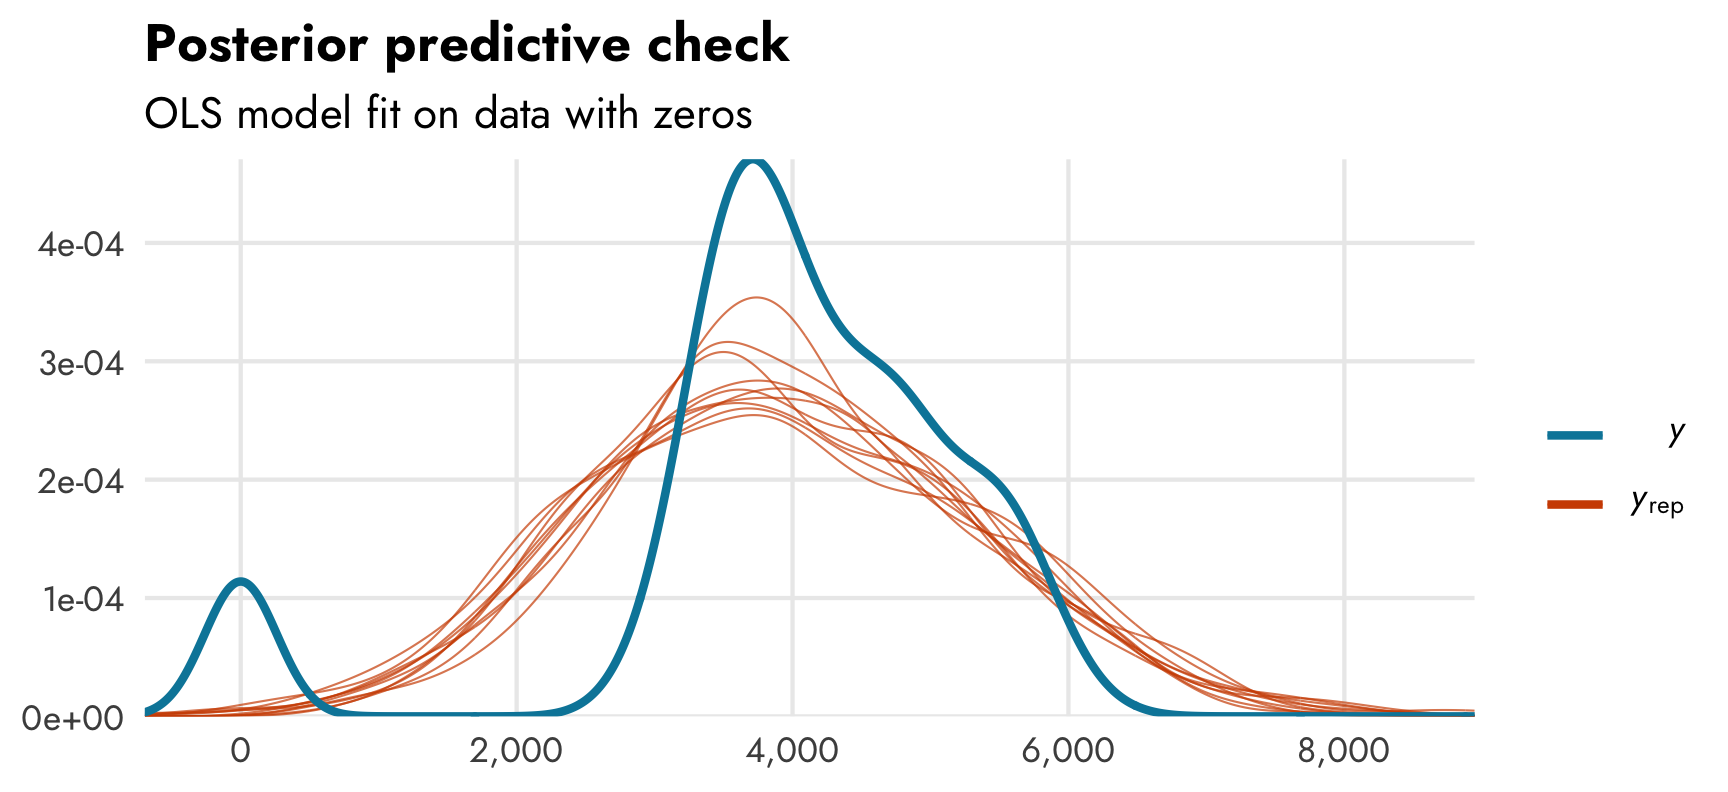 Posterior predictive check
OLS model fit on data with zeros
4e-04
3e-04
2e-04
1e-04
0e+00
0
2,000
4,000
6,000
8,000
y
yrep